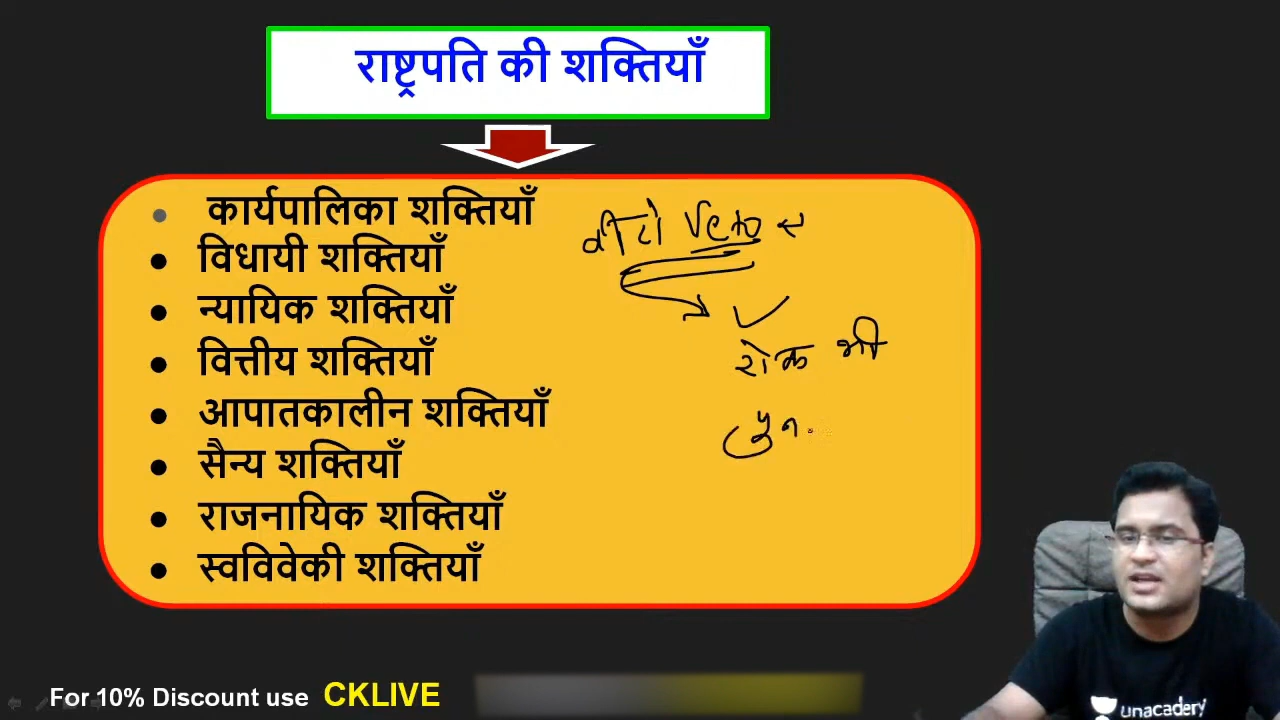 राष्ट्रपति की शक्तियाँ
• कार्यपालिका शक्तियाँ
• विधायी शक्तियाँ
• न्यायिक शक्तियाँ
• वित्तीय शक्तियाँ
• आपातकालीन शक्तियाँ
• सैन्य शक्तियाँ
• राजनायिक शक्तियाँ
• स्वविवेकी शक्तियाँ
वीटो Veto
रोक भी
पुन
For 10% Discount use CKLIVE
unacademy